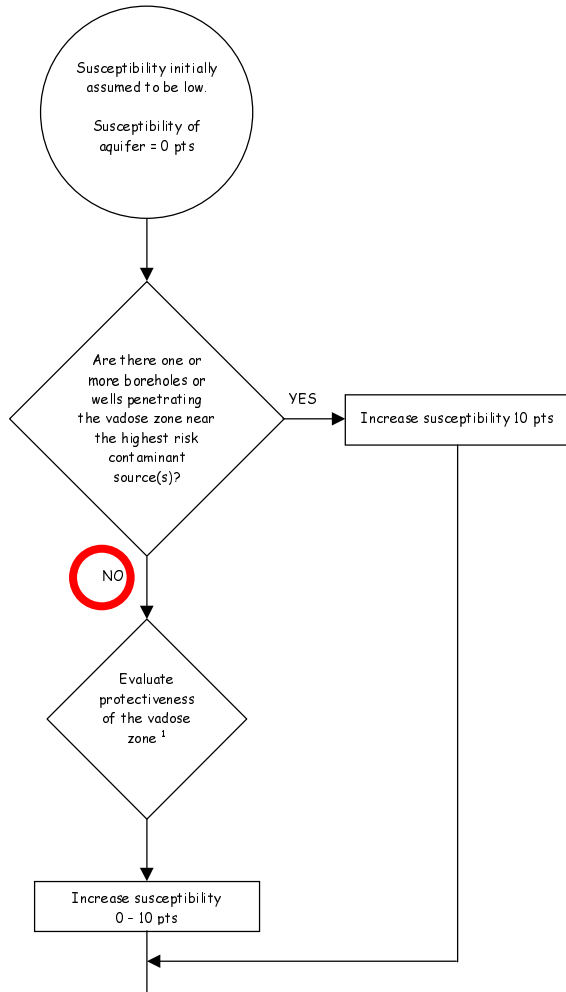 Susceptibility initially
assumed to be low.
Susceptibility of
aquifer = 0 pts
Are there one or
more boreholes or
wells penetrating
the vadose zone near
the highest risk
contaminant
source(s)?
YES
Increase susceptibility 10 pts
NO
Evaluate
protectiveness
of the vadose
zone ¹
Increase susceptibility
0 - 10 pts